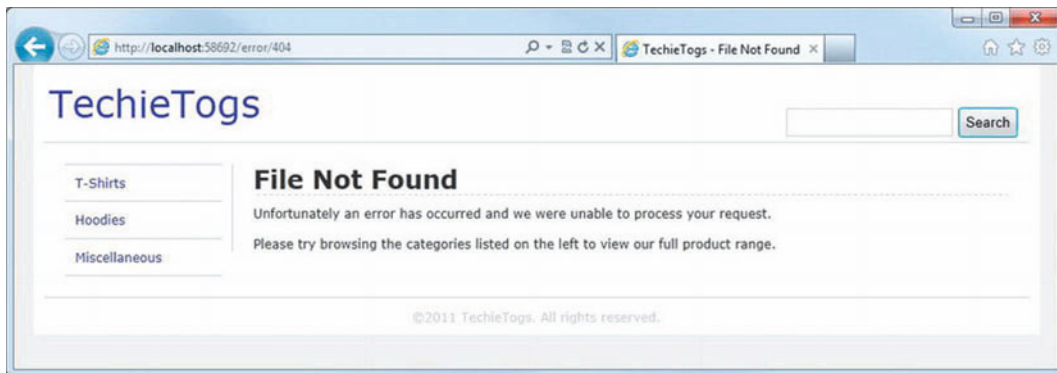 http://localhost:58692/error/404
TechieTogs - File Not Found
TechieTogs
Search
T-Shirts
Hoodies
Miscellaneous
File Not Found
Unfortunately an error has occurred and we were unable to process your request.
Please try browsing the categories listed on the left to view our full product range.
©2011 TechieTogs. All rights reserved.